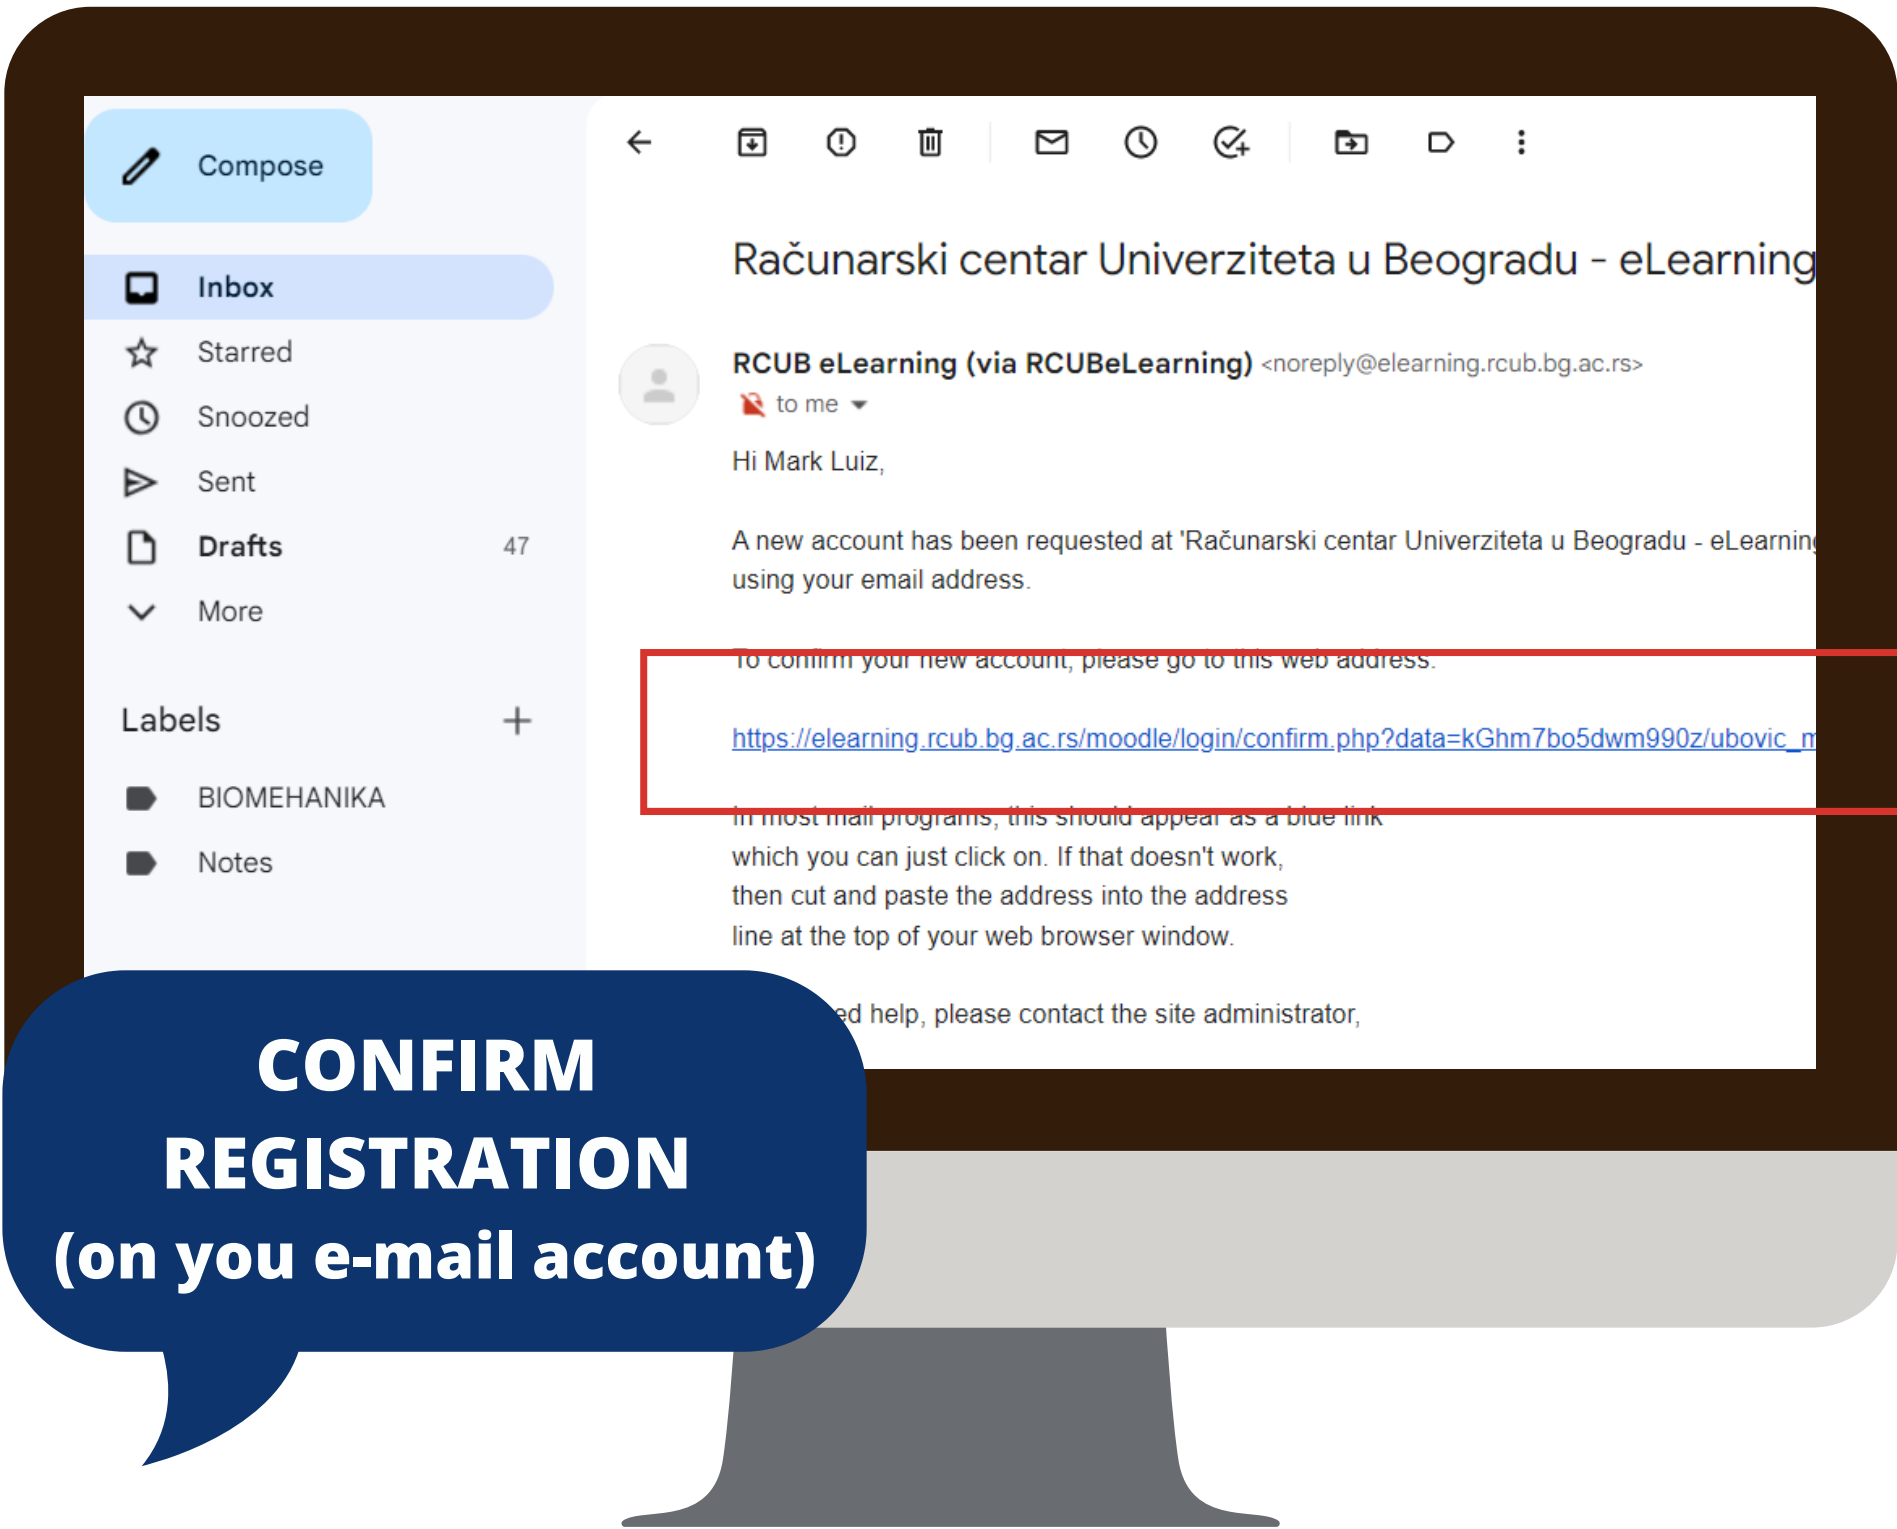 Compose
Inbox
Starred
Snoozed
Sent
Drafts 47
More
Labels
BIOMEHANIKA
Notes
Računarski centar Univerziteta u Beogradu - eLearning
RCUB eLearning (via RCUBeLearning) <noreply@elearning.rcub.bg.ac.rs>
to me
Hi Mark Luiz,
A new account has been requested at 'Računarski centar Univerziteta u Beogradu - eLearning
using your email address.
To confirm your new account, please go to this web address:
https://elearning.rcub.bg.ac.rs/moodle/login/confirm.php?data=kGhm7bo5dwm990z/ubovic_m
In most mail programs, this should appear as a blue link
which you can just click on. If that doesn't work,
then cut and paste the address into the address
line at the top of your web browser window.
help, please contact the site administrator,
CONFIRM
REGISTRATION
(on you e-mail account)